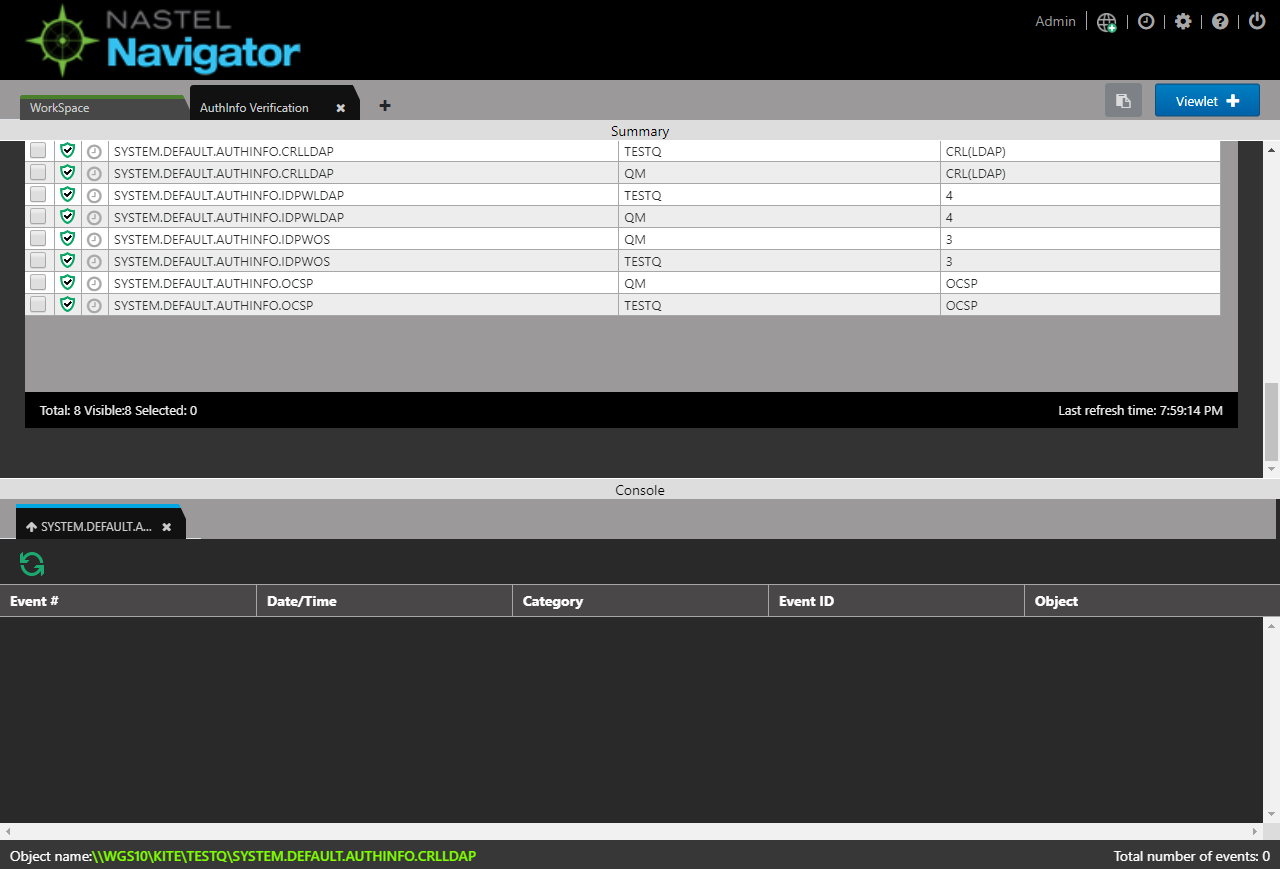 NASTEL
Navigator
Admin
WorkSpace
AuthInfo Verification
Viewlet
Summary
SYSTEM.DEFAULT.AUTHINFO.CRLLDAP TESTQ CRL(LDAP)
SYSTEM.DEFAULT.AUTHINFO.CRLLDAP QM CRL(LDAP)
SYSTEM.DEFAULT.AUTHINFO.IDPWLDAP TESTQ 4
SYSTEM.DEFAULT.AUTHINFO.IDPWLDAP QM 4
SYSTEM.DEFAULT.AUTHINFO.IDPWOS QM 3
SYSTEM.DEFAULT.AUTHINFO.IDPWOS TESTQ 3
SYSTEM.DEFAULT.AUTHINFO.OCSP QM OCSP
SYSTEM.DEFAULT.AUTHINFO.OCSP TESTQ OCSP
Total: 8 Visible:8 Selected: 0 Last refresh time: 7:59:14 PM
Console
SYSTEM.DEFAULT.A...
Event # Date/Time Category Event ID Object
Object name:\\WGS10\KITE\TESTQ\SYSTEM.DEFAULT.AUTHINFO.CRLLDAP Total number of events: 0